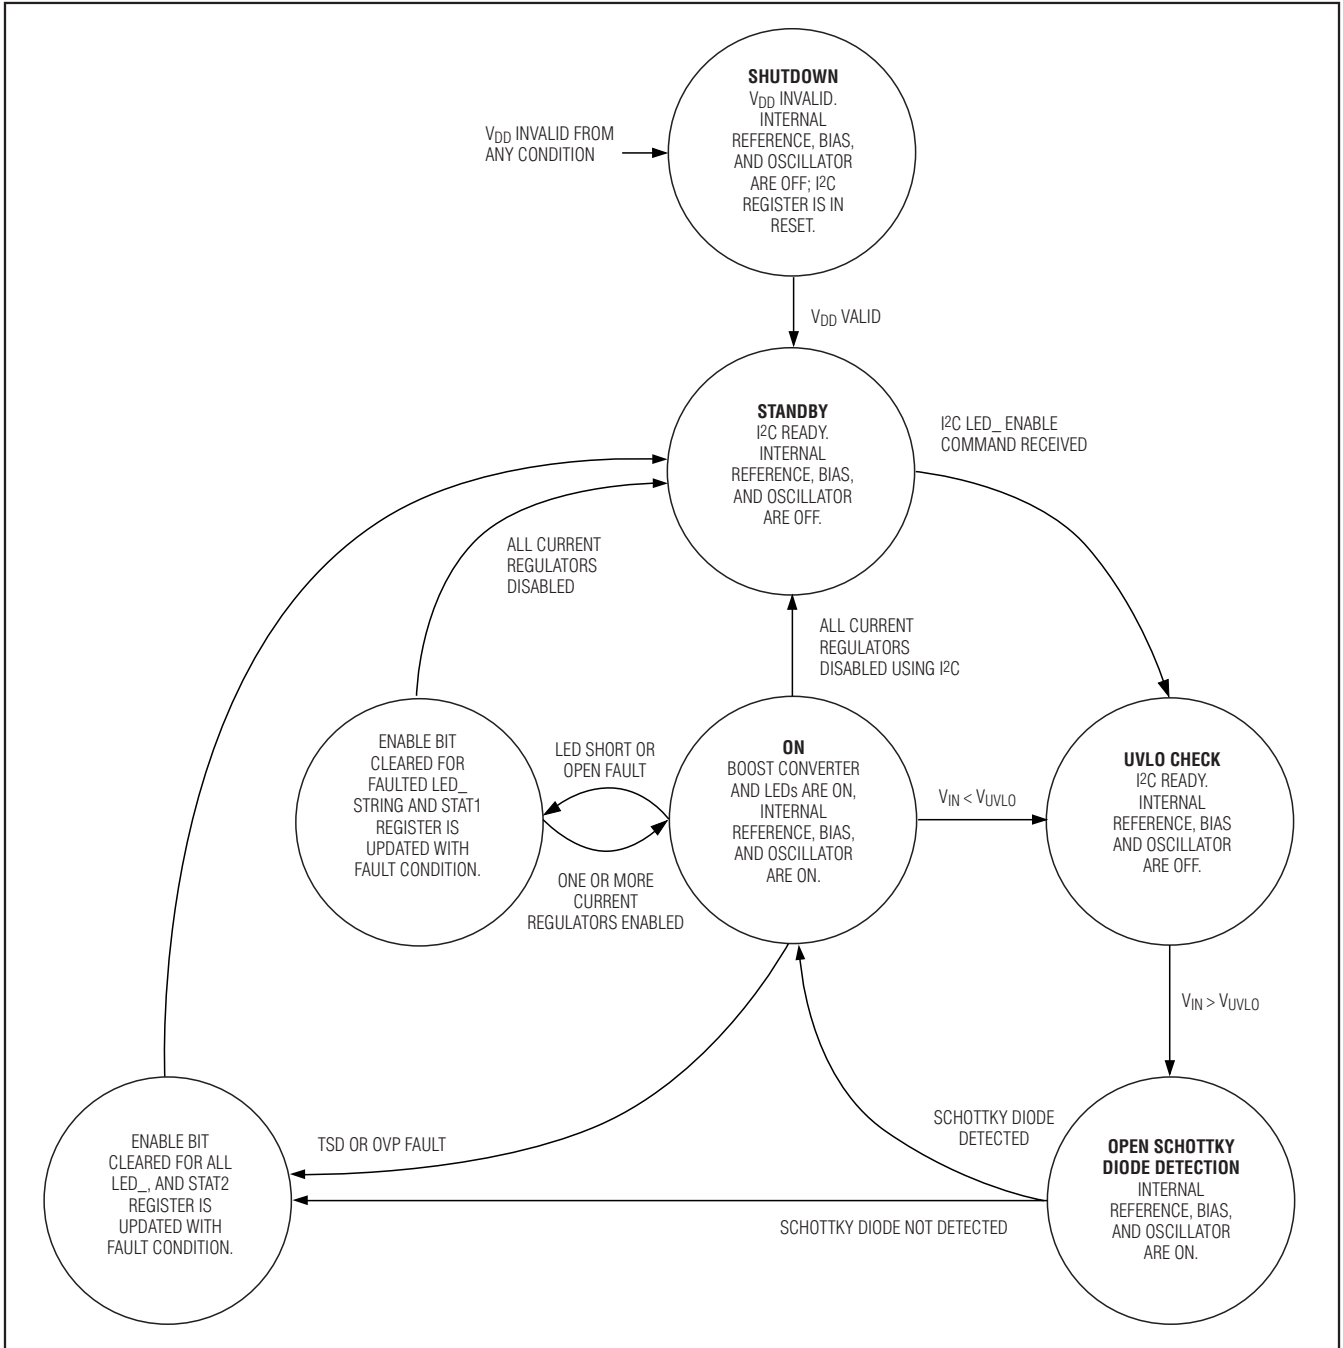 SHUTDOWN
VDD INVALID.
INTERNAL
REFERENCE, BIAS,
AND OSCILLATOR
ARE OFF; I2C
REGISTER IS IN
RESET.
VDD INVALID FROM
ANY CONDITION
VDD VALID
STANDBY
I2C READY.
INTERNAL
REFERENCE, BIAS,
AND OSCILLATOR
ARE OFF.
I2C LED_ ENABLE
COMMAND RECEIVED
ALL CURRENT
REGULATORS
DISABLED
ALL CURRENT
REGULATORS
DISABLED USING I2C
ENABLE BIT
CLEARED FOR
FAULTED LED_
STRING AND STAT1
REGISTER IS
UPDATED WITH
FAULT CONDITION.
LED SHORT OR
OPEN FAULT
ONE OR MORE
CURRENT
REGULATORS ENABLED
ON
BOOST CONVERTER
AND LEDs ARE ON,
INTERNAL
REFERENCE, BIAS,
AND OSCILLATOR
ARE ON.
VIN < VUVLO
UVLO CHECK
I2C READY.
INTERNAL
REFERENCE, BIAS
AND OSCILLATOR
ARE OFF.
VIN > VUVLO
ENABLE BIT
CLEARED FOR ALL
LED_, AND STAT2
REGISTER IS
UPDATED WITH
FAULT CONDITION.
TSD OR OVP FAULT
SCHOTTKY DIODE
DETECTED
SCHOTTKY DIODE NOT DETECTED
OPEN SCHOTTKY
DIODE DETECTION
INTERNAL
REFERENCE, BIAS,
AND OSCILLATOR
ARE ON.